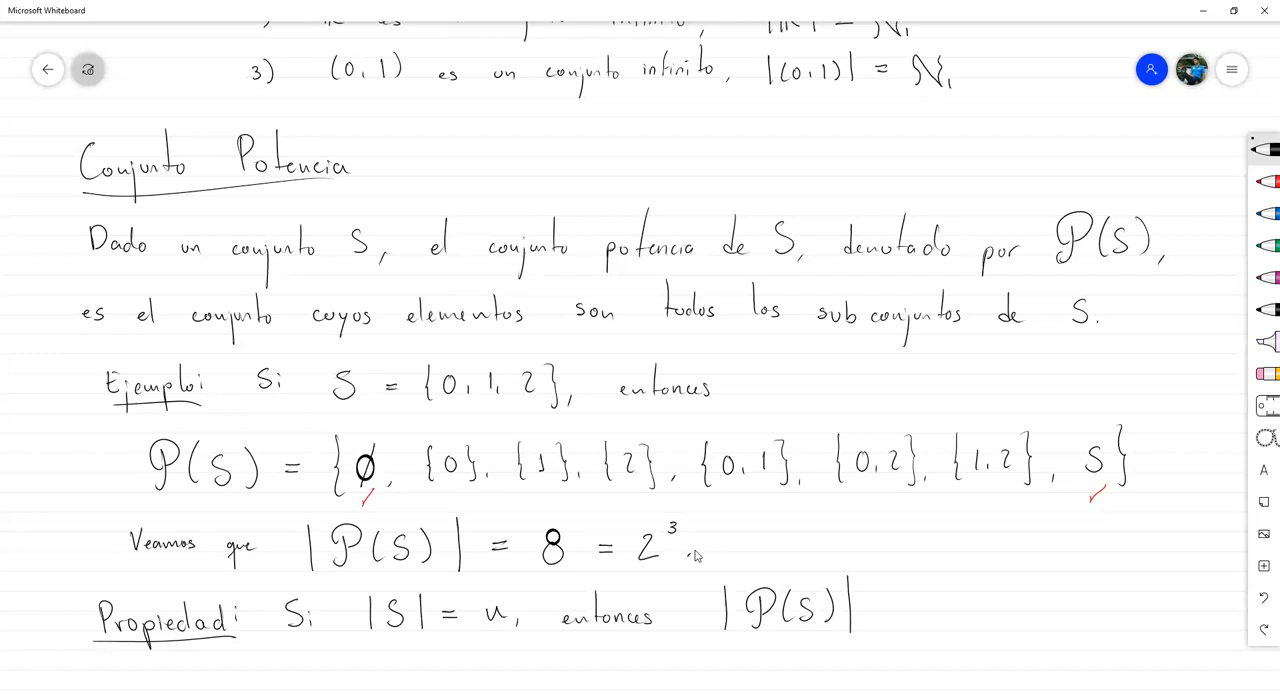 Microsoft Whiteboard
3) (0,1) es un conjunto infinito, |(0,1)| = ℵ₁
Conjunto Potencia
Dado un conjunto S, el conjunto potencia de S, denotado por 𝒫(S),
es el conjunto cuyos elementos son todos los subconjuntos de S.
Ejemplo: Si S = {0, 1, 2}, entonces
𝒫(S) = {∅, {0}, {1}, {2}, {0, 1}, {0, 2}, {1, 2}, S}
Veamos que |𝒫(S)| = 8 = 2³.
Propiedad: Si |S| = n, entonces |𝒫(S)|